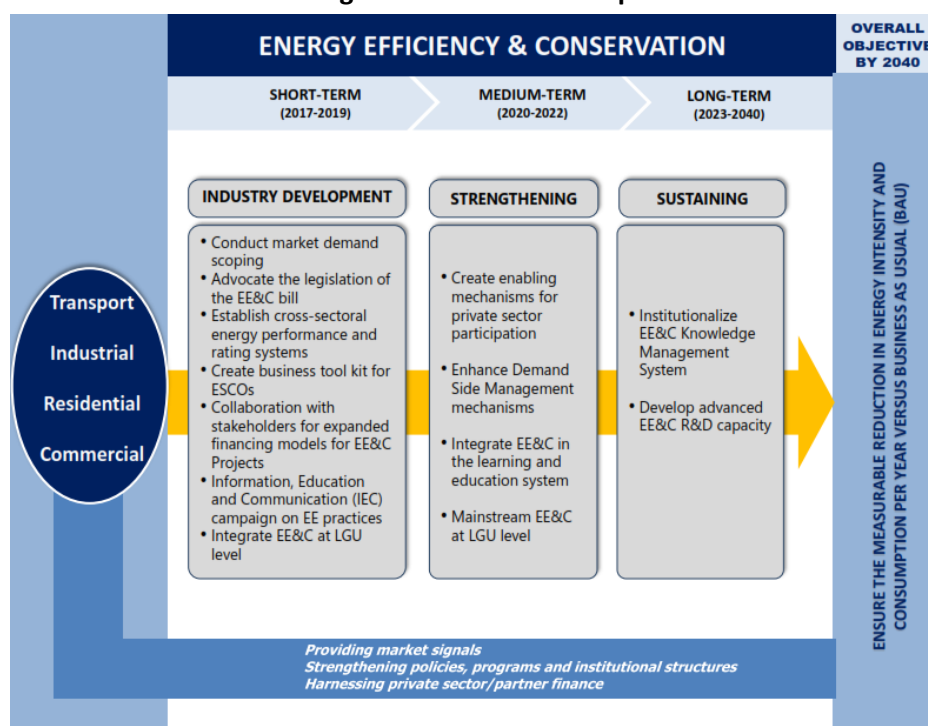 ENERGY EFFICIENCY & CONSERVATION
OVERALL
OBJECTIVE
BY 2040
SHORT-TERM
(2017-2019)
MEDIUM-TERM
(2020-2022)
LONG-TERM
(2023-2040)
Transport
Industrial
Residential
Commercial
INDUSTRY DEVELOPMENT
• Conduct market demand
scoping
• Advocate the legislation of
the EE&C bill
• Establish cross-sectoral
energy performance and
rating systems
• Create business tool kit for
ESCOs
• Collaboration with
stakeholders for expanded
financing models for EE&C
Projects
• Information, Education
and Communication (IEC)
campaign on EE practices
• Integrate EE&C at LGU
level
STRENGTHENING
• Create enabling
mechanisms for
private sector
participation
• Enhance Demand
Side Management
mechanisms
• Integrate EE&C in
the learning and
education system
• Mainstream EE&C
at LGU level
SUSTAINING
• Institutionalize
EE&C Knowledge
Management
System
• Develop advanced
EE&C R&D capacity
ENSURE THE MEASURABLE REDUCTION IN ENERGY INTENSITY AND
CONSUMPTION PER YEAR VERSUS BUSINESS AS USUAL (BAU)
Providing market signals
Strengthening policies, programs and institutional structures
Harnessing private sector/partner finance